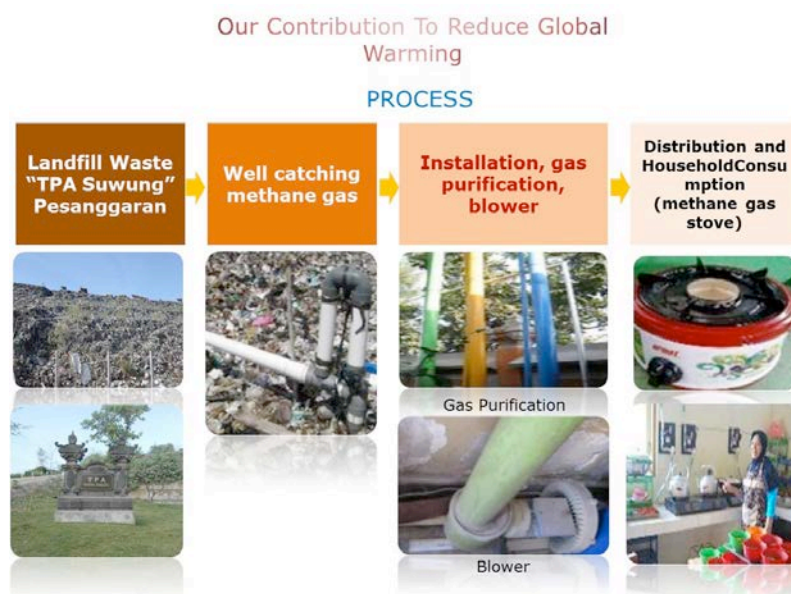 Our Contribution To Reduce Global
Warming
PROCESS
Landfill Waste
“TPA Suwung”
Pesanggaran
Well catching
methane gas
Installation, gas
purification,
blower
Distribution and
HouseholdConsu
mption
(methane gas
stove)
TPA
Gas Purification
Blower